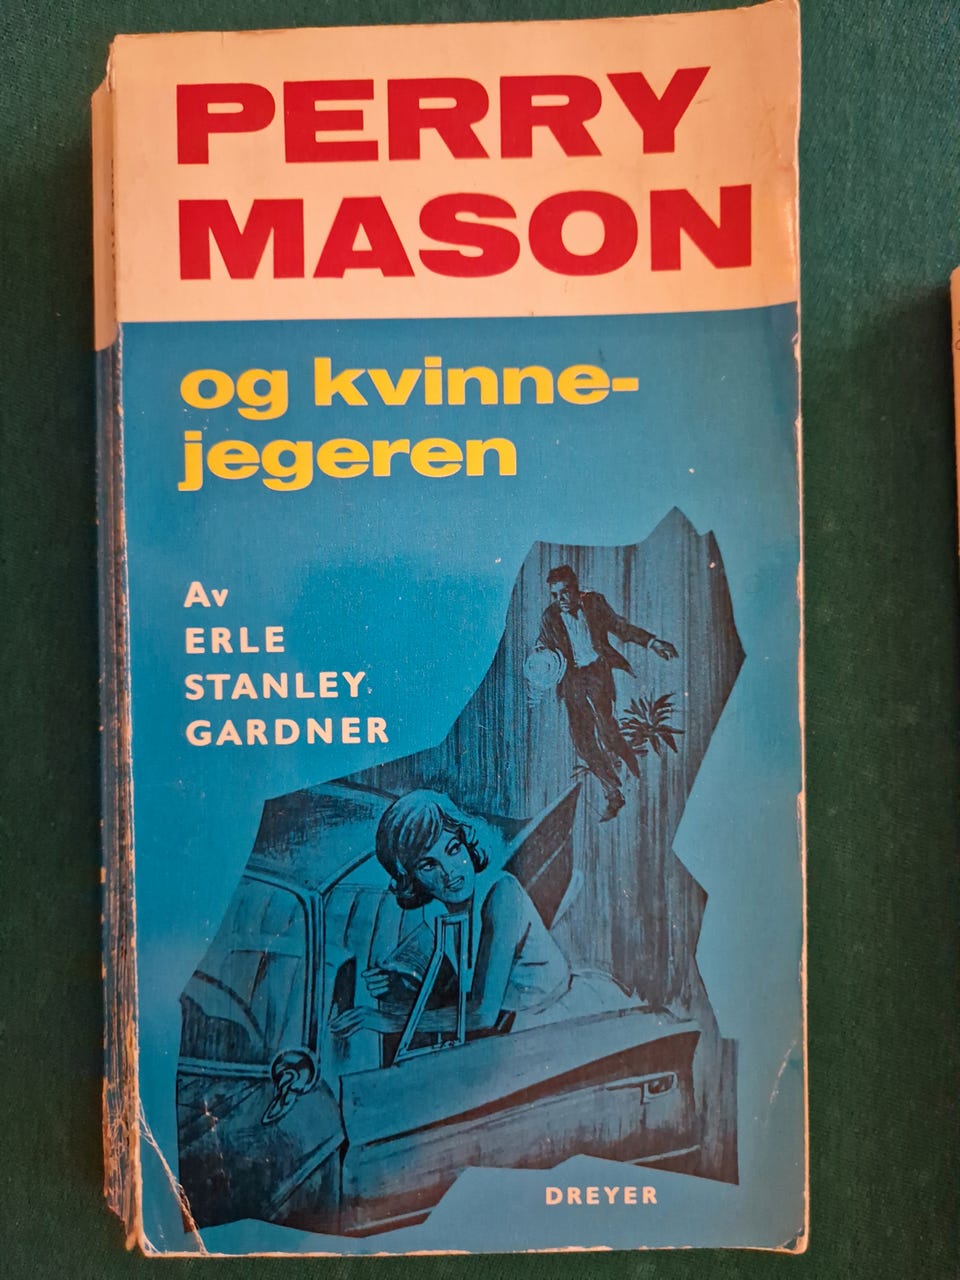 PERRY
MASON
og kvinne-
jegeren
Av
ERLE
STANLEY
GARDNER
DREYER